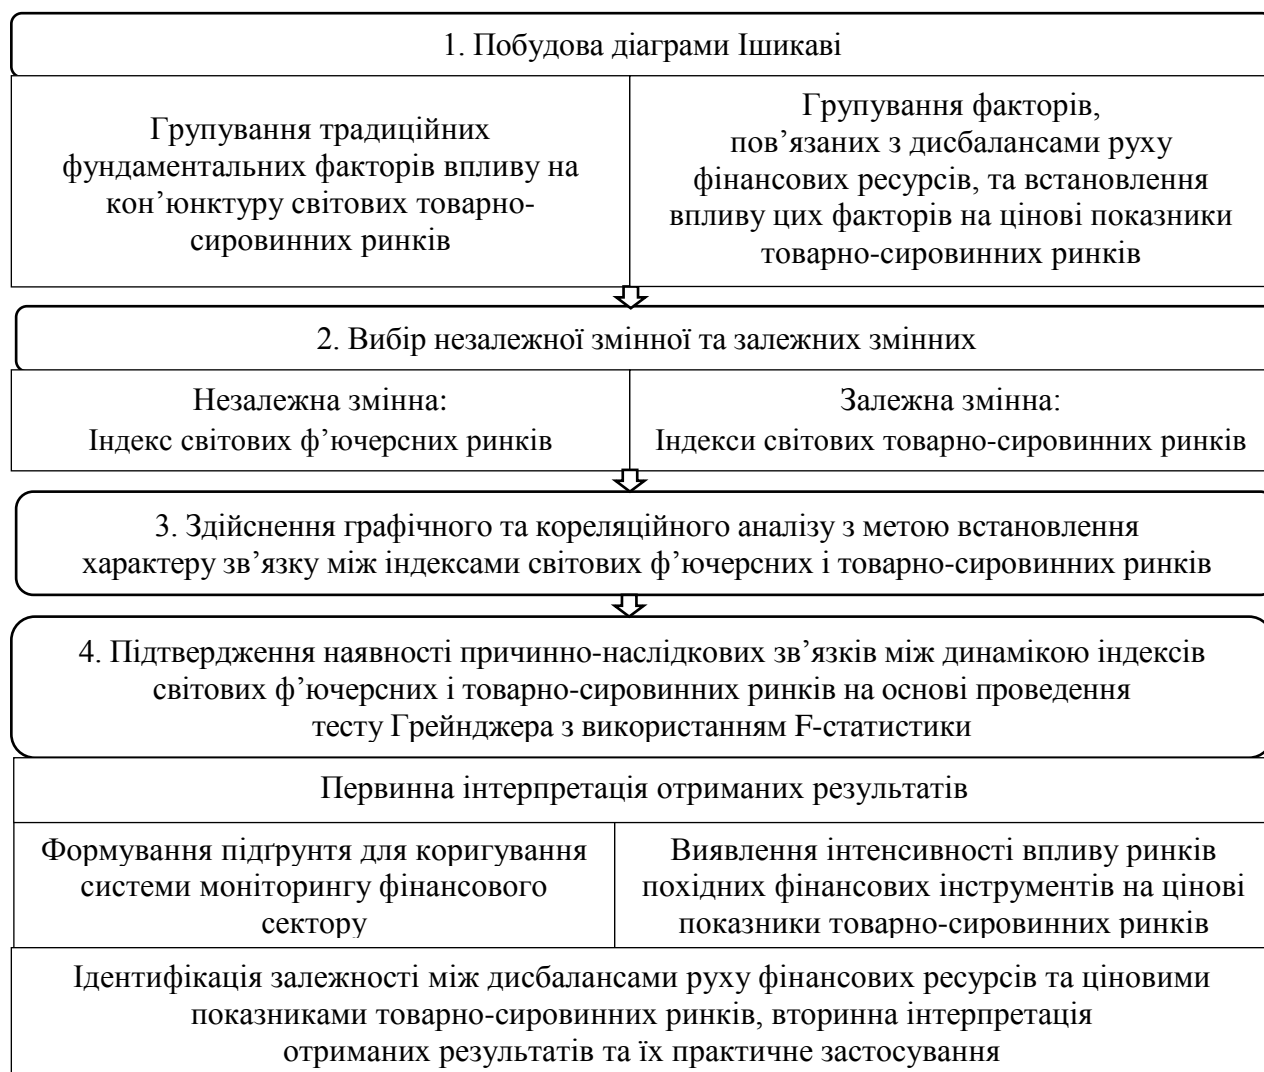 1. Побудова діаграми Ішикаві
Групування традиційних
фундаментальних факторів впливу на
кон’юнктуру світових товарно-
сировинних ринків
Групування факторів,
пов’язаних з дисбалансами руху
фінансових ресурсів, та встановлення
впливу цих факторів на цінові показники
товарно-сировинних ринків
2. Вибір незалежної змінної та залежних змінних
Незалежна змінна:
Індекс світових ф’ючерсних ринків
Залежна змінна:
Індекси світових товарно-сировинних ринків
3. Здійснення графічного та кореляційного аналізу з метою встановлення
характеру зв’язку між індексами світових ф’ючерсних і товарно-сировинних ринків
4. Підтвердження наявності причинно-наслідкових зв’язків між динамікою індексів
світових ф’ючерсних і товарно-сировинних ринків на основі проведення
тесту Грейнджера з використанням F-статистики
Первинна інтерпретація отриманих результатів
Формування підґрунтя для коригування
системи моніторингу фінансового
сектору
Виявлення інтенсивності впливу ринків
похідних фінансових інструментів на цінові
показники товарно-сировинних ринків
Ідентифікація залежності між дисбалансами руху фінансових ресурсів та ціновими
показниками товарно-сировинних ринків, вторинна інтерпретація
отриманих результатів та їх практичне застосування